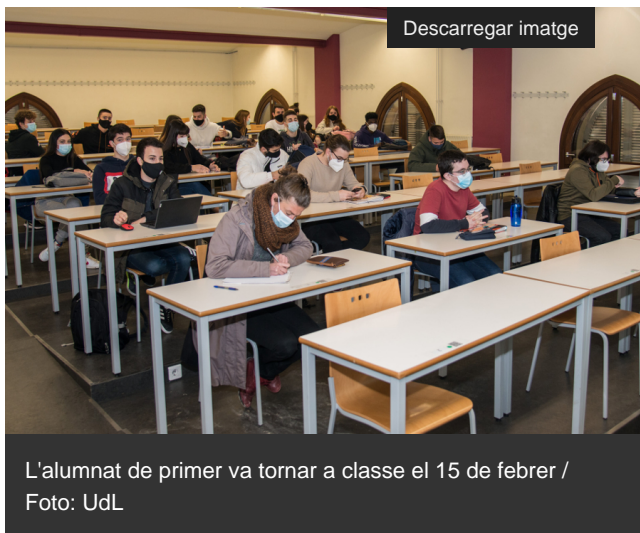 Descarregar imatge
L'alumnat de primer va tornar a classe el 15 de febrer /
Foto: UdL